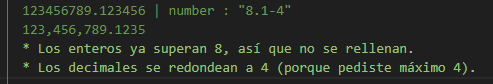 123456789.123456 | number : "8.1-4"
123,456,789.1235
* Los enteros ya superan 8, así que no se rellenan.
* Los decimales se redondean a 4 (porque pediste máximo 4).